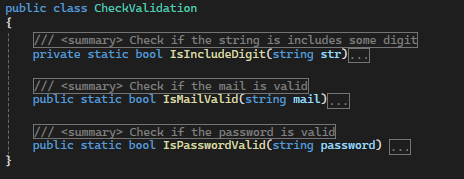 public class CheckValidation
{
/// <summary> Check if the string is includes some digit
private static bool IsIncludeDigit(string str)...
/// <summary> Check if the mail is valid
public static bool IsMailValid(string mail)...
/// <summary> Check if the password is valid
public static bool IsPasswordValid(string password) ...
}